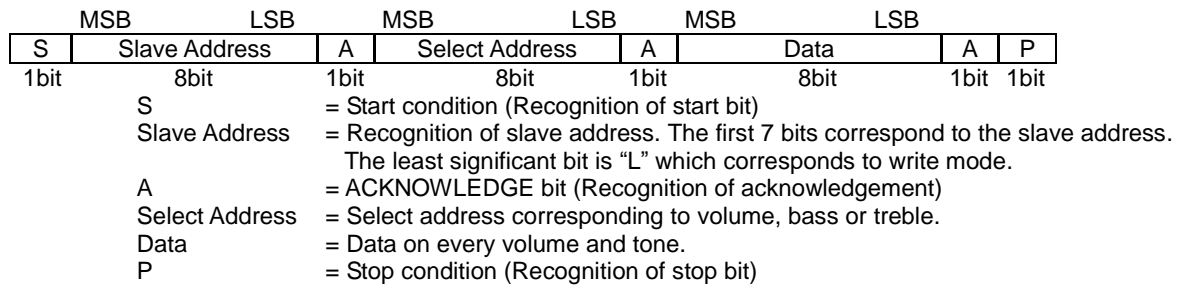 MSB LSB MSB LSB MSB LSB
S Slave Address A Select Address A Data A P
1bit 8bit 1bit 8bit 1bit 8bit 1bit 1bit
S = Start condition (Recognition of start bit)
Slave Address = Recognition of slave address. The first 7 bits correspond to the slave address.
The least significant bit is “L” which corresponds to write mode.
A = ACKNOWLEDGE bit (Recognition of acknowledgement)
Select Address = Select address corresponding to volume, bass or treble.
Data = Data on every volume and tone.
P = Stop condition (Recognition of stop bit)